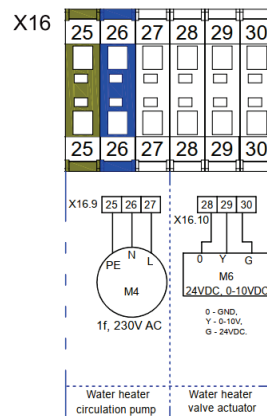 X16
25 26 27 28 29 30
25 26 27 28 29 30
X16.9 25 26 27
X16.10 28 29 30
PE N L
0 Y G
M4
M6
24VDC, 0-10VDC
1f, 230V AC
0 - GND,
Y - 0-10V,
G - 24VDC.
Water heater
circulation pump
Water heater
valve actuator